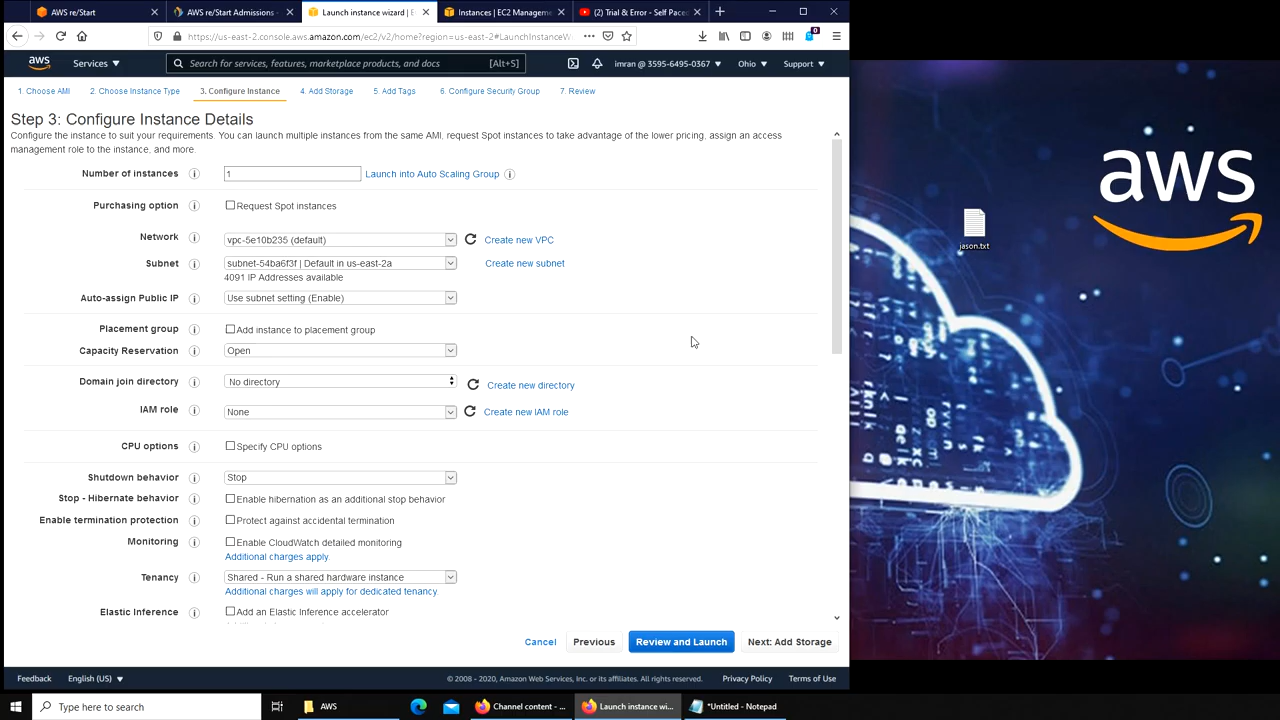 AWS re/Start
AWS re/Start Admissions -
Launch instance wizard | E
Instances | EC2 Managemen
(2) Trial & Error - Self Paced
https://us-east-2.console.aws.amazon.com/ec2/v2/home?region=us-east-2#LaunchInstanceW
0
aws
Services
Search for services, features, marketplace products, and docs
[Alt+S]
imran @ 3595-6495-0367
Ohio
Support
1. Choose AMI
2. Choose Instance Type
3. Configure Instance
4. Add Storage
5. Add Tags
6. Configure Security Group
7. Review
Step 3: Configure Instance Details
Configure the instance to suit your requirements. You can launch multiple instances from the same AMI, request Spot instances to take advantage of the lower pricing, assign an access
management role to the instance, and more.
Number of instances
1
Launch into Auto Scaling Group
Purchasing option
Request Spot instances
Network
vpc-5e10b235 (default)
Create new VPC
Subnet
subnet-54ba6f3f | Default in us-east-2a
Create new subnet
4091 IP Addresses available
Auto-assign Public IP
Use subnet setting (Enable)
Placement group
Add instance to placement group
Capacity Reservation
Open
Domain join directory
No directory
Create new directory
IAM role
None
Create new IAM role
CPU options
Specify CPU options
Shutdown behavior
Stop
Stop - Hibernate behavior
Enable hibernation as an additional stop behavior
Enable termination protection
Protect against accidental termination
Monitoring
Enable CloudWatch detailed monitoring
Additional charges apply.
Tenancy
Shared - Run a shared hardware instance
Additional charges will apply for dedicated tenancy.
Elastic Inference
Add an Elastic Inference accelerator
Cancel
Previous
Review and Launch
Next: Add Storage
Feedback
English (US)
© 2008 - 2020, Amazon Web Services, Inc. or its affiliates. All rights reserved.
Privacy Policy
Terms of Use
jason.txt
aws
Type here to search
AWS
Channel content - ...
Launch instance wi...
*Untitled - Notepad